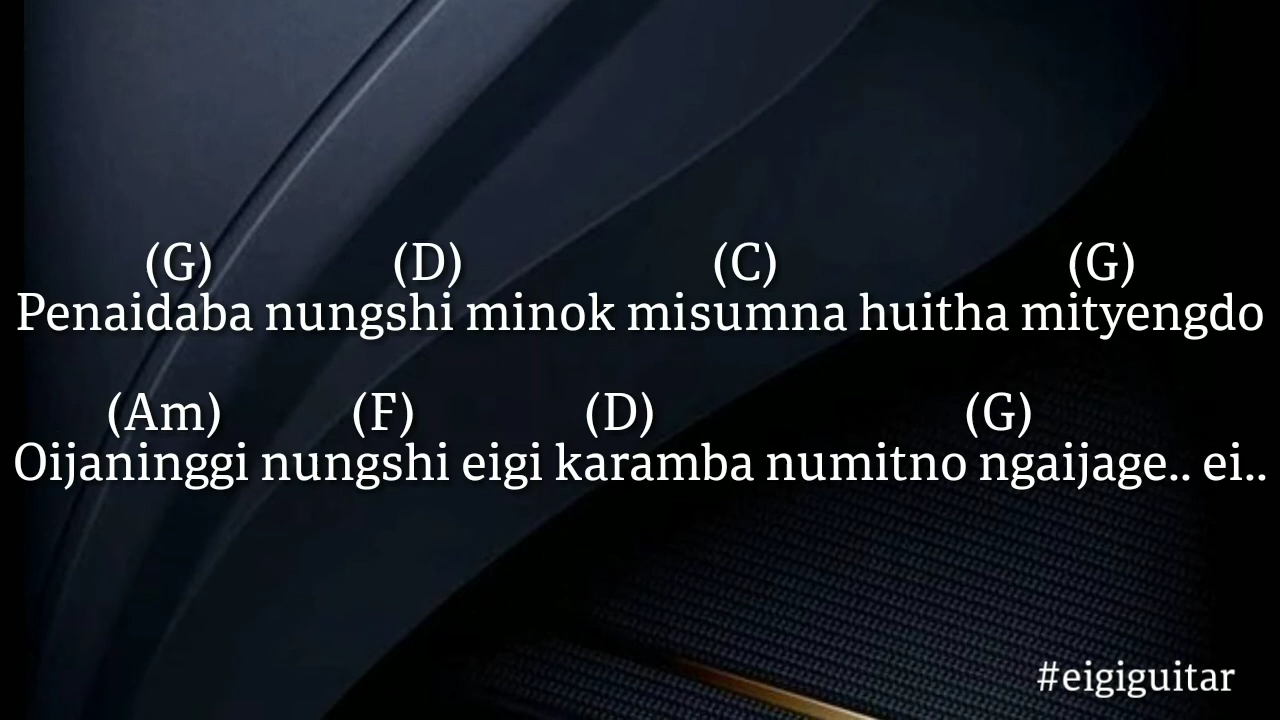 (G) (D) (C) (G)
Penaidaba nungshi minok misumna huitha mityengdo
(Am) (F) (D) (G)
Oijaninggi nungshi eigi karamba numitno ngaijage.. ei..
#eigiguitar